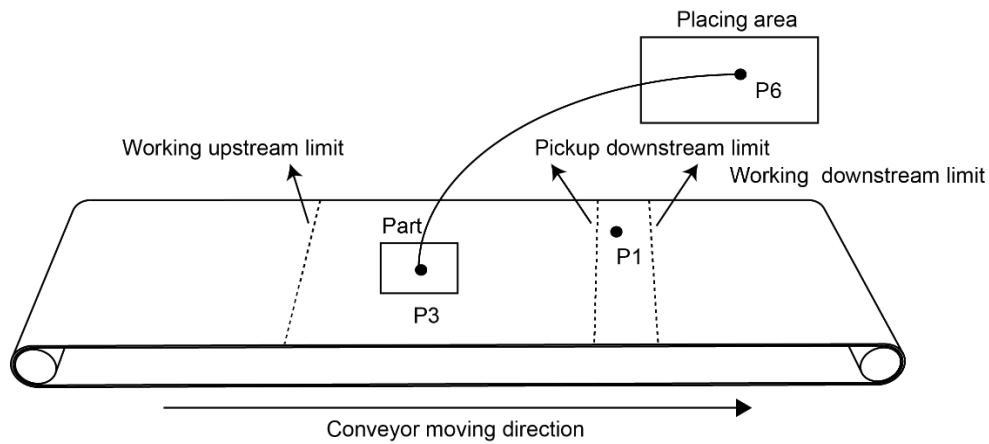 Placing area
P6
Working upstream limit
Pickup downstream limit
Working downstream limit
Part
P1
P3
Conveyor moving direction